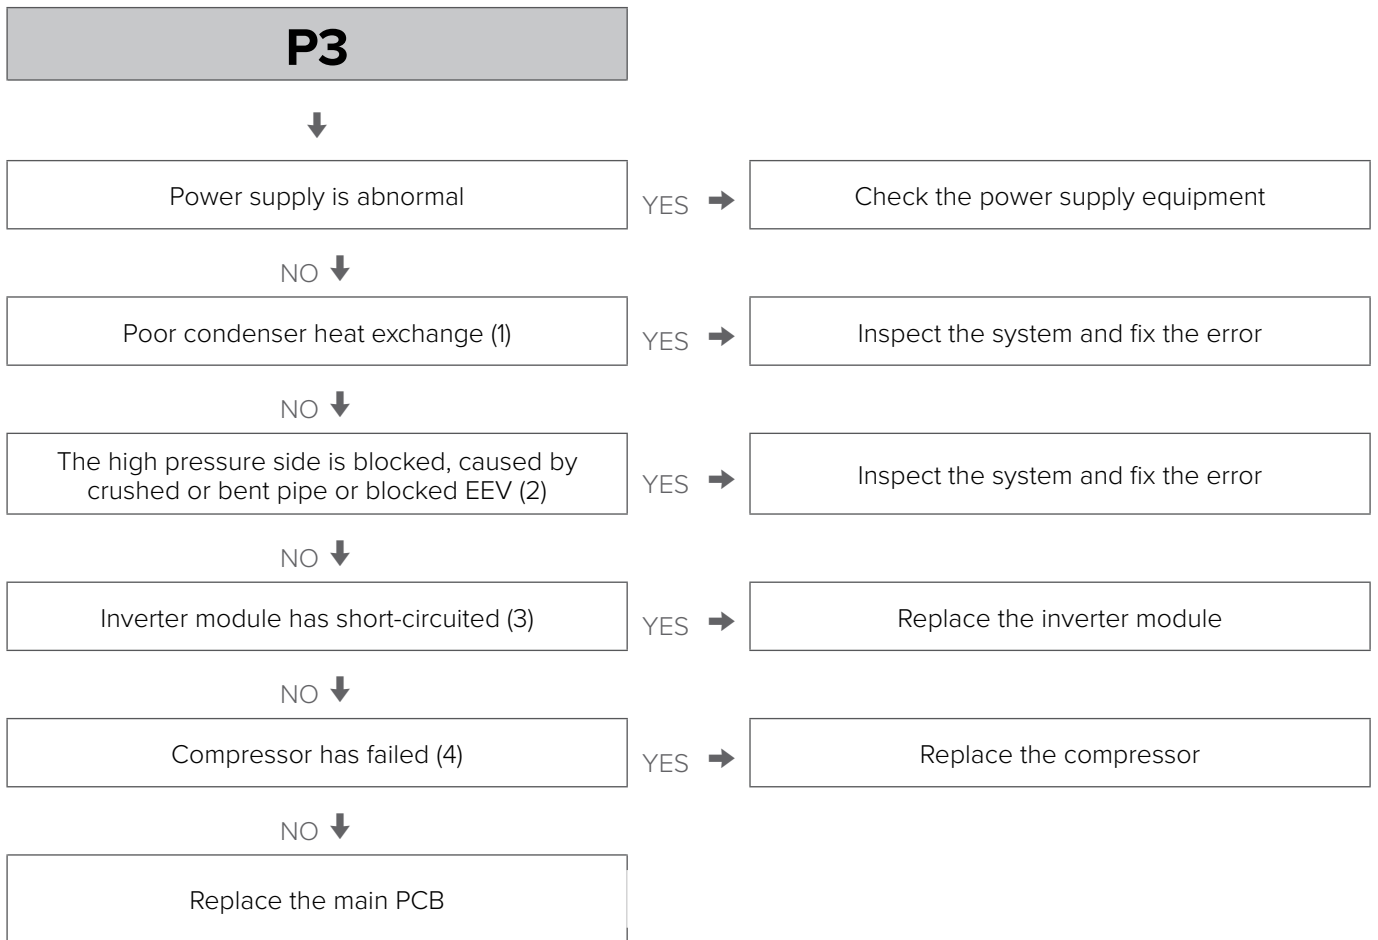 P3
Power supply is abnormal
YES
Check the power supply equipment
NO
Poor condenser heat exchange (1)
YES
Inspect the system and fix the error
NO
The high pressure side is blocked, caused by
crushed or bent pipe or blocked EEV (2)
YES
Inspect the system and fix the error
NO
Inverter module has short-circuited (3)
YES
Replace the inverter module
NO
Compressor has failed (4)
YES
Replace the compressor
NO
Replace the main PCB